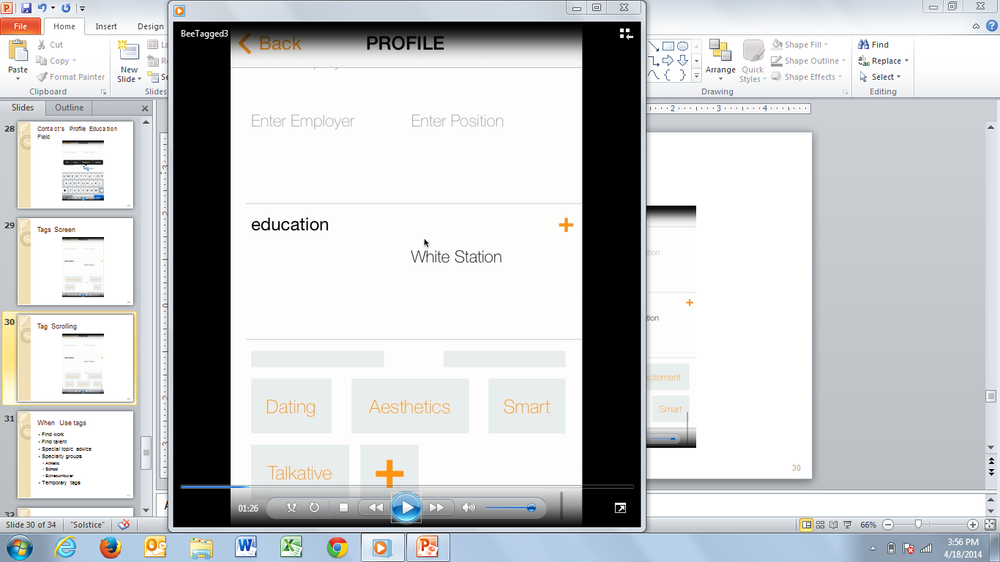 File
Home
Insert
Design
Paste
Cut
Copy
Format Painter
Clipboard
New
Slide
Slides
BeeTagged3
Back
PROFILE
Enter Employer
Enter Position
education
White Station
Dating
Aesthetics
Smart
Talkative
01:26
Arrange
Quick
Styles
Shape Fill
Shape Outline
Shape Effects
Drawing
Find
Replace
Select
Editing
Slides
Outline
28
Contact's Profile Education
Field
29
Tags Screen
30
Tag Scrolling
31
When Use tags
Find work
Find talent
Special topic advice
Specialty groups
Athletic
School
Extracurricular
Temporary tags
32
2
3
4
Smart
30
Slide 30 of 34
"Solstice"
66%
3:56 PM
4/18/2014